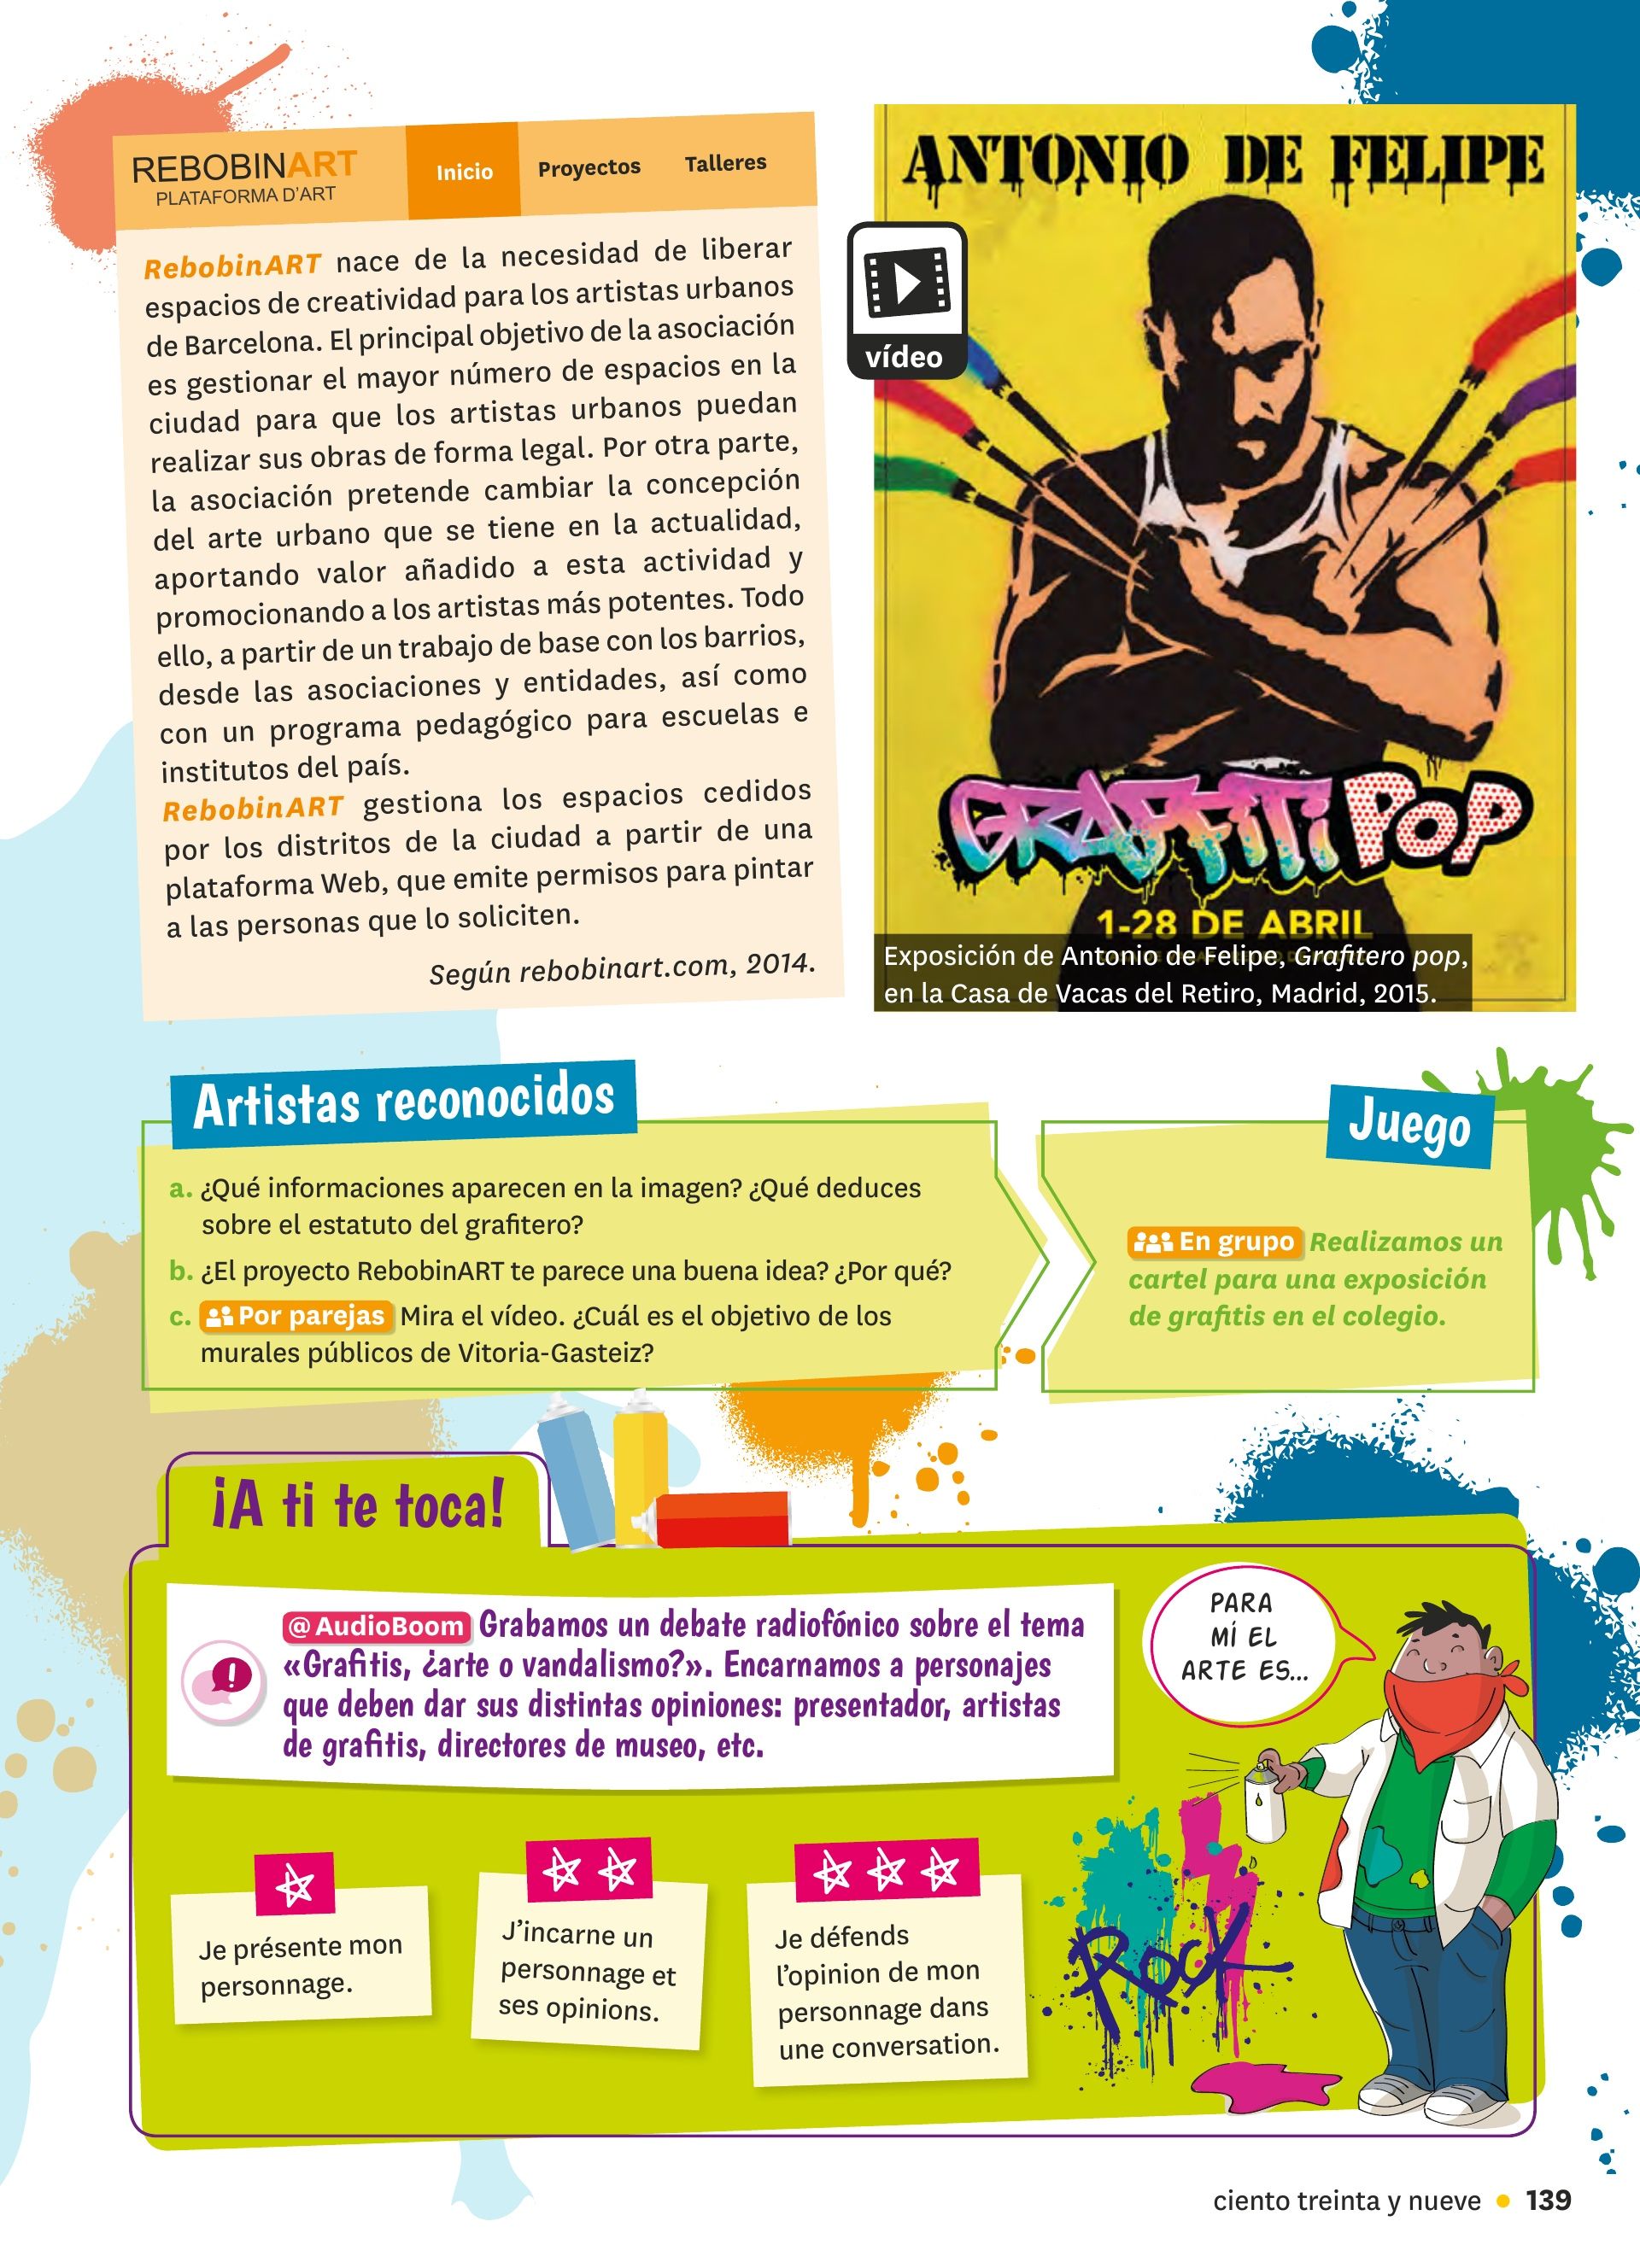 REBOBINART
PLATAFORMA D'ART
Inicio
Proyectos
Talleres
RebobinART nace de la necesidad de liberar
espacios de creatividad para los artistas urbanos
de Barcelona. El principal objetivo de la asociación
es gestionar el mayor número de espacios en la
ciudad para que los artistas urbanos puedan
realizar sus obras de forma legal. Por otra parte,
la asociación pretende cambiar la concepción
del arte urbano que se tiene en la actualidad,
aportando valor añadido a esta actividad y
promocionando a los artistas más potentes. Todo
ello, a partir de un trabajo de base con los barrios,
desde las asociaciones y entidades, así como
con un programa pedagógico para escuelas e
institutos del país.
RebobinART gestiona los espacios cedidos
por los distritos de la ciudad a partir de una
plataforma Web, que emite permisos para pintar
a las personas que lo soliciten.
Según rebobinart.com, 2014.
ANTONIO DE FELIPE
vídeo
GRAFFITI POP
1-28 DE ABRIL
Exposición de Antonio de Felipe, Grafitero pop,
en la Casa de Vacas del Retiro, Madrid, 2015.
Artistas reconocidos
a. ¿Qué informaciones aparecen en la imagen? ¿Qué deduces
sobre el estatuto del grafitero?
b. ¿El proyecto RebobinART te parece una buena idea? ¿Por qué?
c. Por parejas Mira el vídeo. ¿Cuál es el objetivo de los
murales públicos de Vitoria-Gasteiz?
Juego
En grupo Realizamos un
cartel para una exposición
de grafitis en el colegio.
¡A ti te toca!
@ AudioBoom Grabamos un debate radiofónico sobre el tema
«Grafitis, ¿arte o vandalismo?». Encarnamos a personajes
que deben dar sus distintas opiniones: presentador, artistas
de grafitis, directores de museo, etc.
PARA
MÍ EL
ARTE ES...
Je présente mon
personnage.
J'incarne un
personnage et
ses opinions.
Je défends
l'opinion de mon
personnage dans
une conversation.
ROCK
ciento treinta y nueve • 139